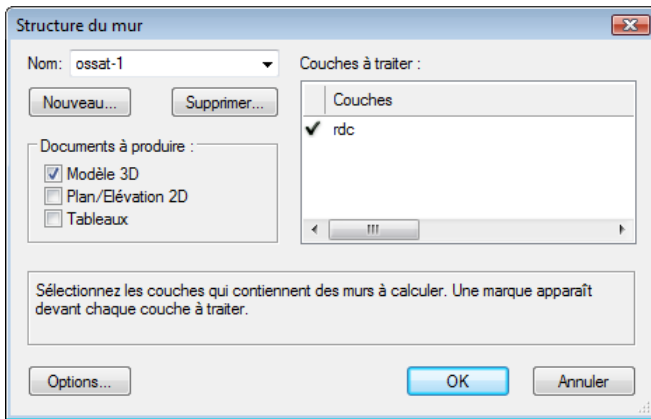 Structure du mur
Nom: ossat-1
Nouveau... Supprimer...
Documents à produire :
Modèle 3D
Plan/Elévation 2D
Tableaux
Couches à traiter :
Couches
rdc
Sélectionnez les couches qui contiennent des murs à calculer. Une marque apparaît
devant chaque couche à traiter.
Options... OK Annuler